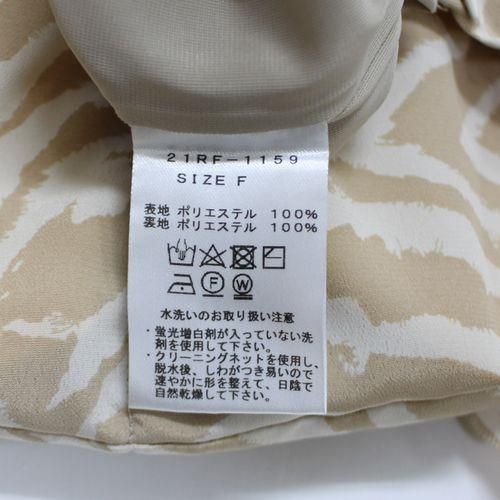 21RF-1159
SIZE F
表地 ポリエステル 100%
裏地 ポリエステル 100%
F W
水洗いのお取り扱い注意
・蛍光増白剤が入っていない洗
剤を使用して下さい。
・クリーニングネットを使用し、
脱水後、しわがつき易いので
速やかに形を整えて、日陰で
自然乾燥して下さい。